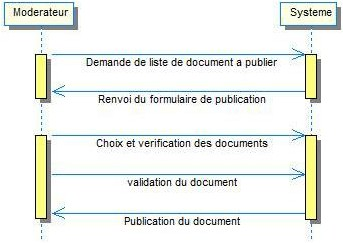 Moderateur
Systeme
Demande de liste de document a publier
Renvoi du formulaire de publication
Choix et verification des documents
validation du document
Publication du document